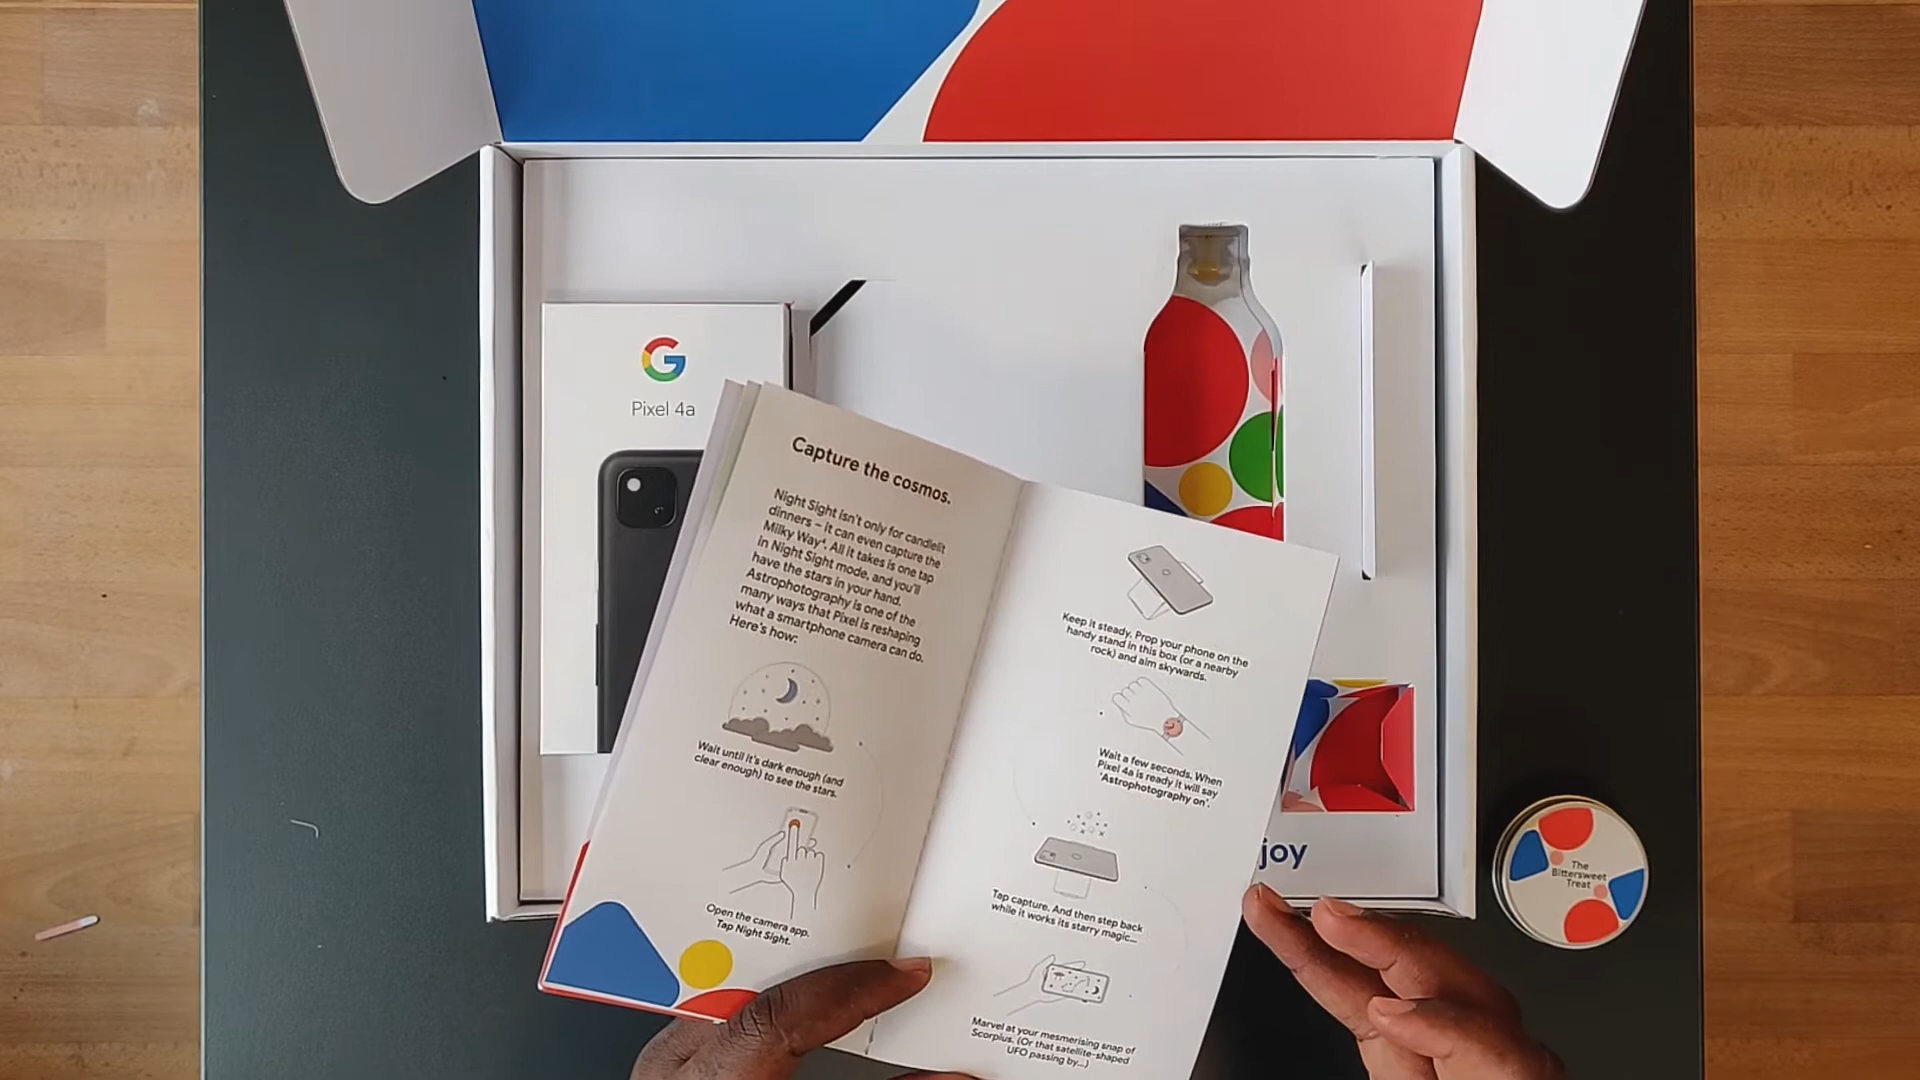 Pixel 4a
Capture the cosmos.
Night Sight isn't only for candlelit
dinners – it can even capture the
Milky Way⁴. All it takes is one tap
in Night Sight mode, and you'll
have the stars in your hand.
Astrophotography is one of the
many ways that Pixel is reshaping
what a smartphone camera can do.
Here's how:
Wait until it's dark enough (and
clear enough) to see the stars.
Open the camera app.
Tap Night Sight.
Keep it steady. Prop your phone on the
handy stand in this box (or a nearby
rock) and aim skywards.
Wait a few seconds. When
Pixel 4a is ready it will say
'Astrophotography on'.
Tap capture. And then step back
while it works its starry magic...
Marvel at your mesmerising snap of
Scorpius. (Or that satellite-shaped
UFO passing by...)
joy
The
Bittersweet
Treat